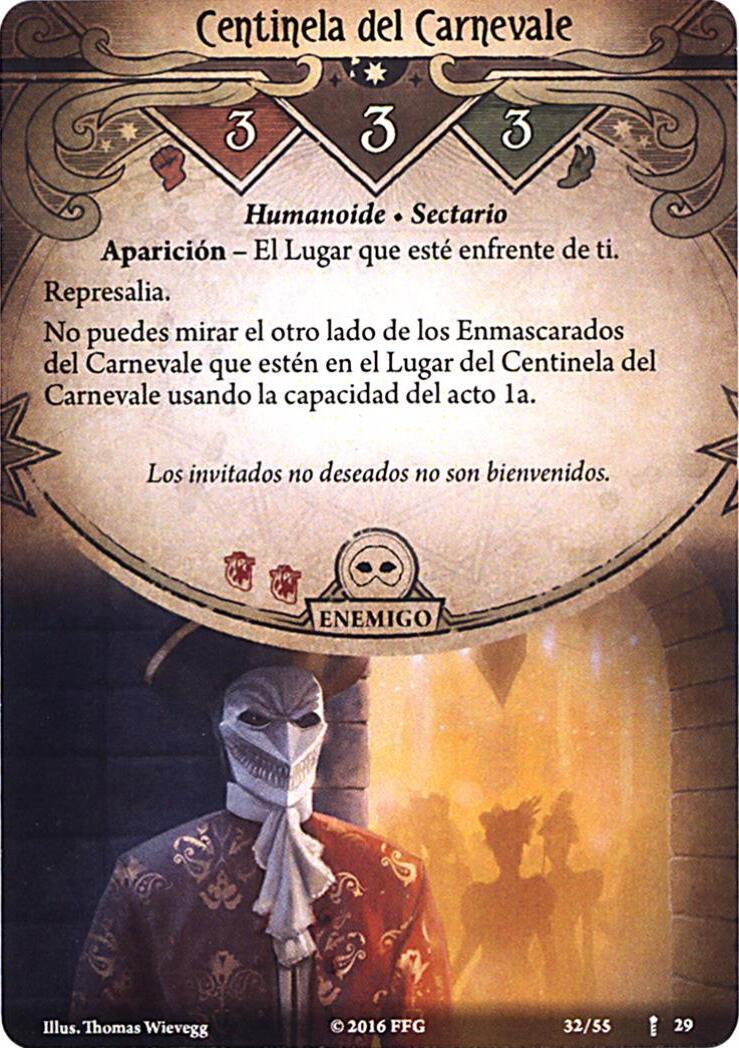 Centinela del Carnevale
3 3 3
Humanoide • Sectario
Aparición – El Lugar que esté enfrente de ti.
Represalia.
No puedes mirar el otro lado de los Enmascarados
del Carnevale que estén en el Lugar del Centinela del
Carnevale usando la capacidad del acto 1a.
Los invitados no deseados no son bienvenidos.
ENEMIGO
Illus. Thomas Wievegg © 2016 FFG 32/55 29